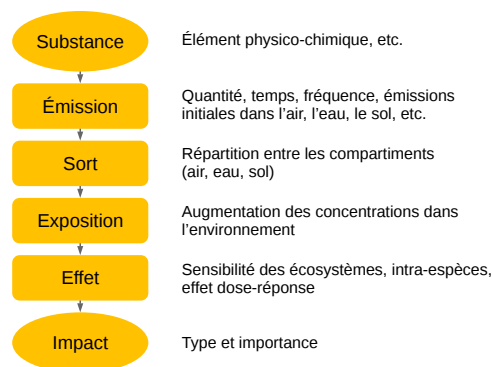 Substance
Élément physico-chimique, etc.
Émission
Quantité, temps, fréquence, émissions
initiales dans l’air, l’eau, le sol, etc.
Sort
Répartition entre les compartiments
(air, eau, sol)
Exposition
Augmentation des concentrations dans
l’environnement
Effet
Sensibilité des écosystèmes, intra-espèces,
effet dose-réponse
Impact
Type et importance